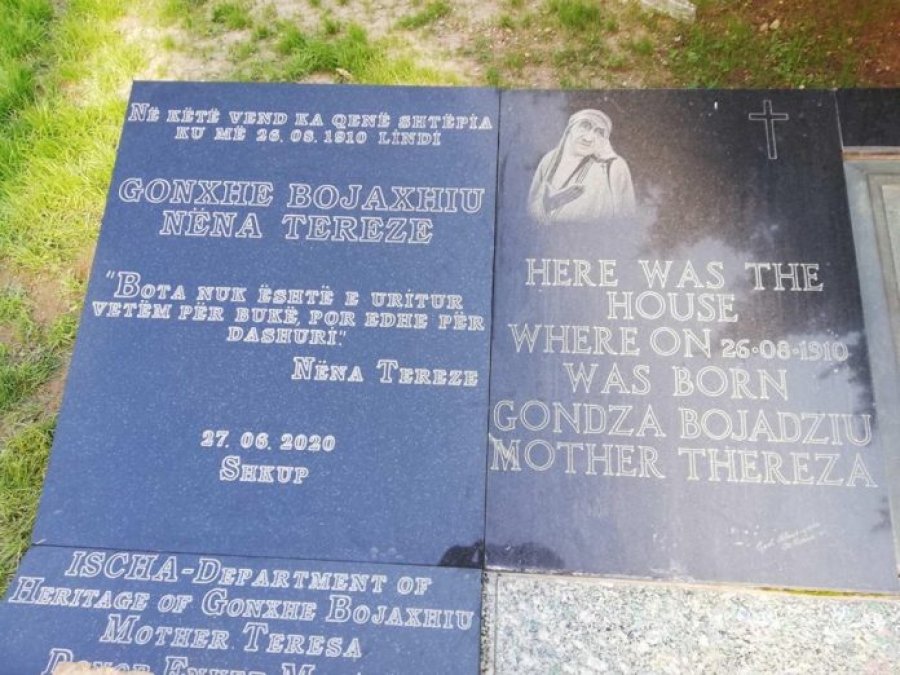 NË KËTË VEND KA QENË SHTËPIA
KU MË 26. 08. 1910 LINDI
GONXHE BOJAXHIU
NËNA TEREZE
"BOTA NUK ËSHTË E URITUR
VETËM PËR BUKË, POR EDHE PËR
DASHURI."
NËNA TEREZE
27. 06. 2020
SHKUP
ISCHA-DEPARTMENT OF
HERITAGE OF GONXHE BOJAXHIU
MOTHER TERESA
HERE WAS THE
HOUSE
WHERE ON 26·08·1910
WAS BORN
GONDZA BOJADZIU
MOTHER THEREZA